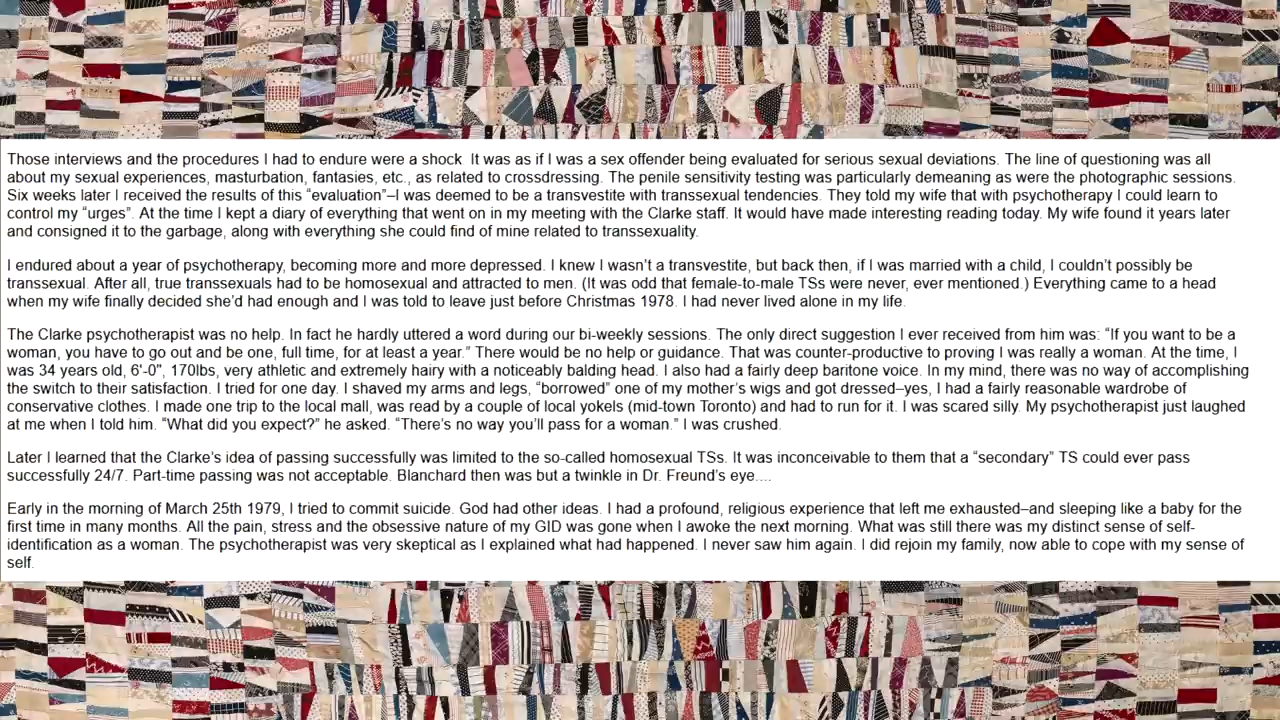 Those interviews and the procedures I had to endure were a shock  It was as if I was a sex offender being evaluated for serious sexual deviations. The line of questioning was all
about my sexual experiences, masturbation, fantasies, etc., as related to crossdressing. The penile sensitivity testing was particularly demeaning as were the photographic sessions.
Six weeks later I received the results of this “evaluation”–I was deemed to be a transvestite with transsexual tendencies. They told my wife that with psychotherapy I could learn to
control my “urges”. At the time I kept a diary of everything that went on in my meeting with the Clarke staff. It would have made interesting reading today. My wife found it years later
and consigned it to the garbage, along with everything she could find of mine related to transsexuality.
I endured about a year of psychotherapy, becoming more and more depressed. I knew I wasn’t a transvestite, but back then, if I was married with a child, I couldn’t possibly be
transsexual. After all, true transsexuals had to be homosexual and attracted to men. (It was odd that female-to-male TSs were never, ever mentioned.) Everything came to a head
when my wife finally decided she’d had enough and I was told to leave just before Christmas 1978. I had never lived alone in my life.
The Clarke psychotherapist was no help. In fact he hardly uttered a word during our bi-weekly sessions. The only direct suggestion I ever received from him was: “If you want to be a
woman, you have to go out and be one, full time, for at least a year.” There would be no help or guidance. That was counter-productive to proving I was really a woman. At the time, I
was 34 years old, 6'-0", 170lbs, very athletic and extremely hairy with a noticeably balding head. I also had a fairly deep baritone voice. In my mind, there was no way of accomplishing
the switch to their satisfaction. I tried for one day. I shaved my arms and legs, “borrowed” one of my mother’s wigs and got dressed–yes, I had a fairly reasonable wardrobe of
conservative clothes. I made one trip to the local mall, was read by a couple of local yokels (mid-town Toronto) and had to run for it. I was scared silly. My psychotherapist just laughed
at me when I told him. “What did you expect?” he asked. “There’s no way you’ll pass for a woman.” I was crushed.
Later I learned that the Clarke’s idea of passing successfully was limited to the so-called homosexual TSs. It was inconceivable to them that a “secondary” TS could ever pass
successfully 24/7. Part-time passing was not acceptable. Blanchard then was but a twinkle in Dr. Freund’s eye....
Early in the morning of March 25th 1979, I tried to commit suicide. God had other ideas. I had a profound, religious experience that left me exhausted–and sleeping like a baby for the
first time in many months. All the pain, stress and the obsessive nature of my GID was gone when I awoke the next morning. What was still there was my distinct sense of self-
identification as a woman. The psychotherapist was very skeptical as I explained what had happened. I never saw him again. I did rejoin my family, now able to cope with my sense of
self.